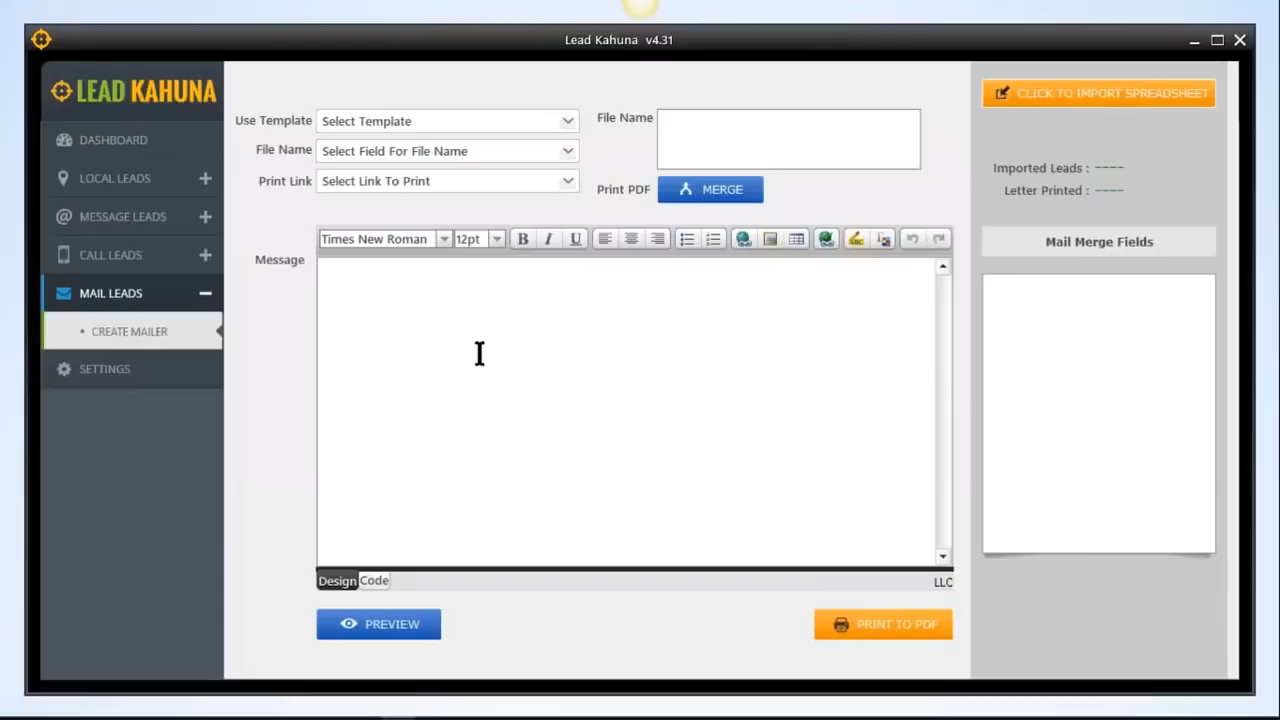 Lead Kahuna v4.31
LEAD KAHUNA
DASHBOARD
LOCAL LEADS
MESSAGE LEADS
CALL LEADS
MAIL LEADS
• CREATE MAILER
SETTINGS
Use Template
Select Template
File Name
Select Field For File Name
Print Link
Select Link To Print
File Name
Print PDF
MERGE
Times New Roman
12pt
B
I
U
Message
Design
Code
LLC
PREVIEW
PRINT TO PDF
CLICK TO IMPORT SPREADSHEET
Imported Leads : ----
Letter Printed : ----
Mail Merge Fields